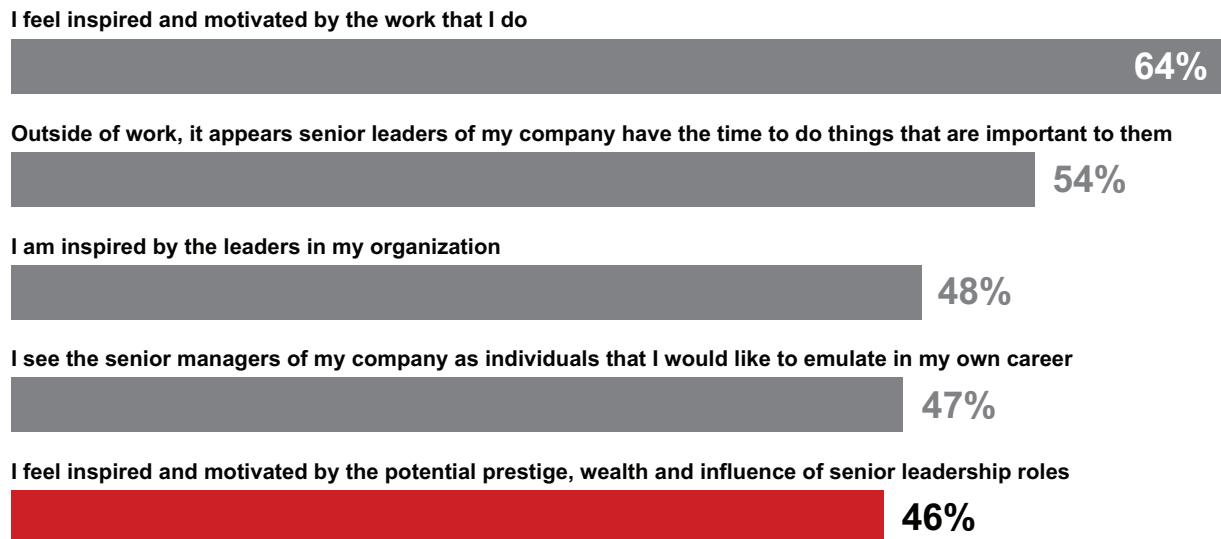 I feel inspired and motivated by the work that I do
64%
Outside of work, it appears senior leaders of my company have the time to do things that are important to them
54%
I am inspired by the leaders in my organization
48%
I see the senior managers of my company as individuals that I would like to emulate in my own career
47%
I feel inspired and motivated by the potential prestige, wealth and influence of senior leadership roles
46%